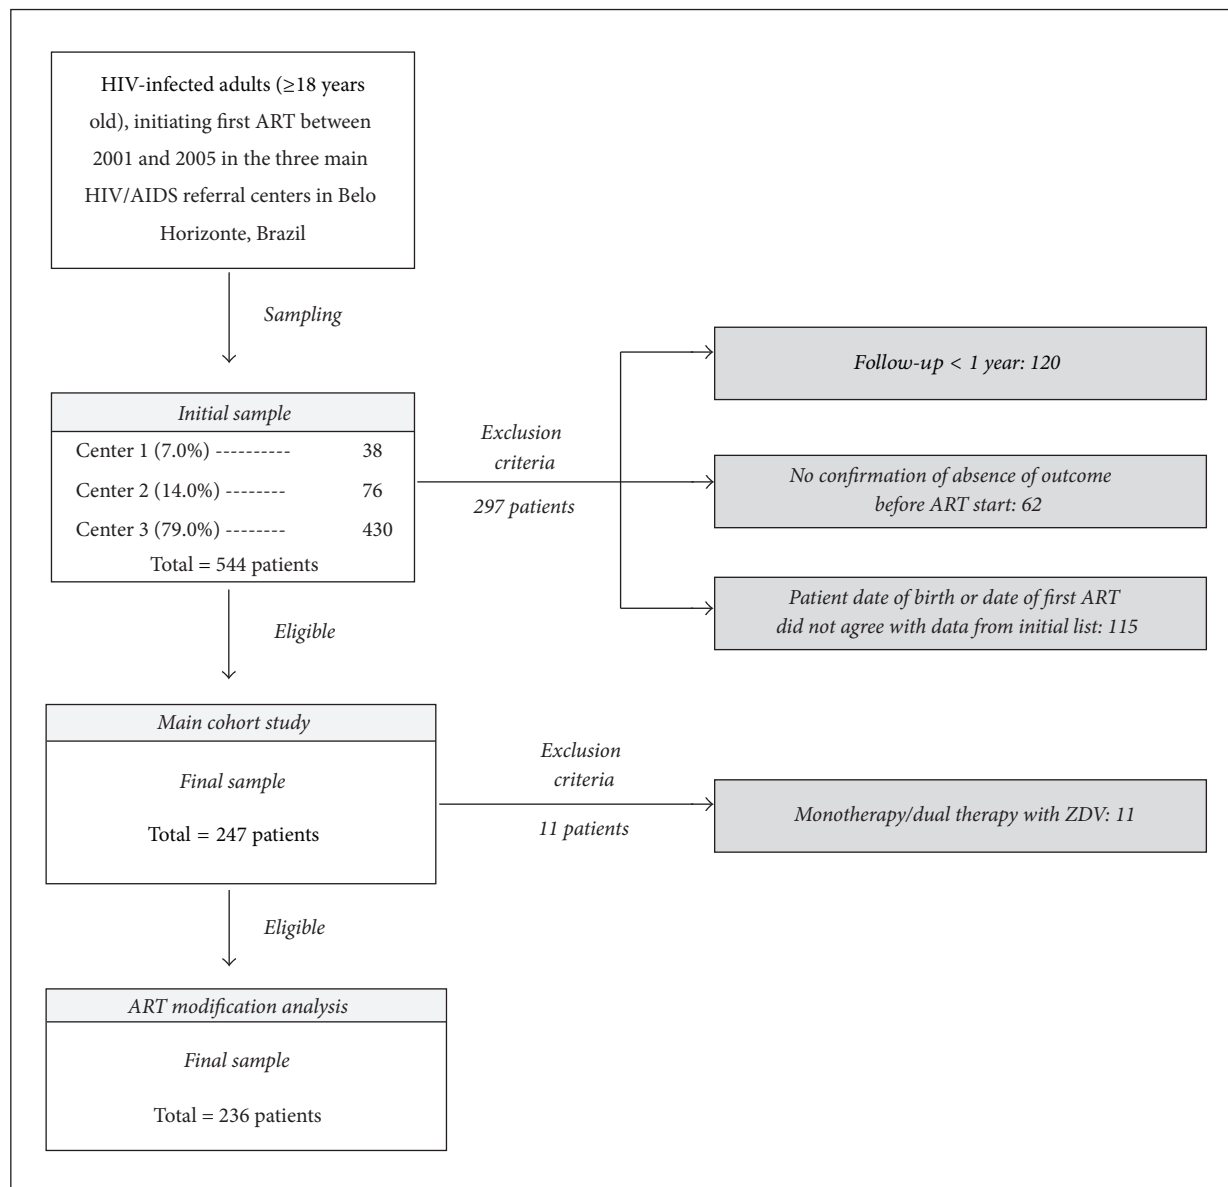 HIV-infected adults (≥18 years
old), initiating first ART between
2001 and 2005 in the three main
HIV/AIDS referral centers in Belo
Horizonte, Brazil
Sampling
Initial sample
Center 1 (7.0%) ---------- 38
Center 2 (14.0%) -------- 76
Center 3 (79.0%) -------- 430
Total = 544 patients
Exclusion
criteria
297 patients
Follow-up < 1 year: 120
No confirmation of absence of outcome
before ART start: 62
Patient date of birth or date of first ART
did not agree with data from initial list: 115
Eligible
Main cohort study
Final sample
Total = 247 patients
Exclusion
criteria
11 patients
Monotherapy/dual therapy with ZDV: 11
Eligible
ART modification analysis
Final sample
Total = 236 patients